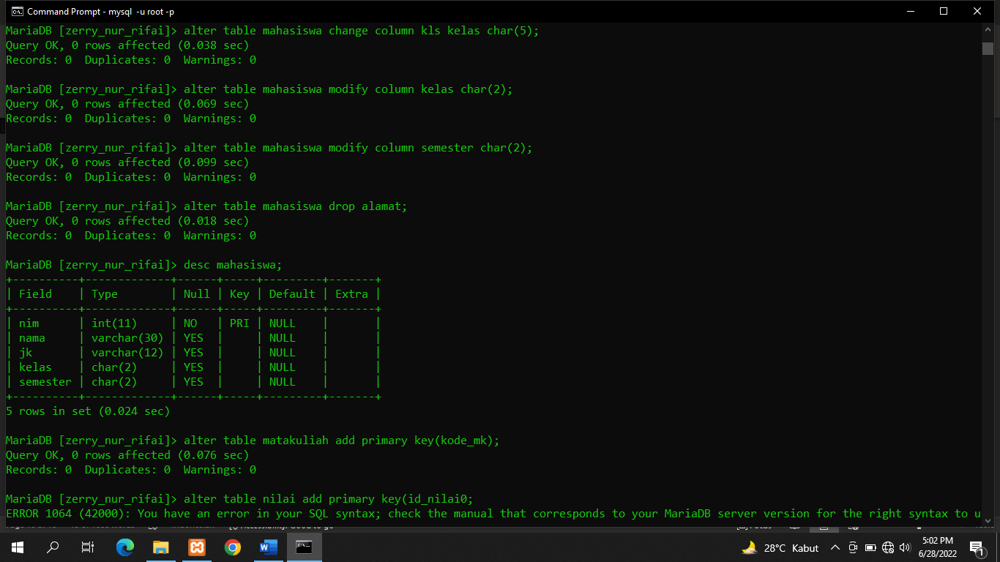 Command Prompt - mysql -u root -p
MariaDB [zerry_nur_rifai]> alter table mahasiswa change column kls kelas char(5);
Query OK, 0 rows affected (0.038 sec)
Records: 0  Duplicates: 0  Warnings: 0
MariaDB [zerry_nur_rifai]> alter table mahasiswa modify column kelas char(2);
Query OK, 0 rows affected (0.069 sec)
Records: 0  Duplicates: 0  Warnings: 0
MariaDB [zerry_nur_rifai]> alter table mahasiswa modify column semester char(2);
Query OK, 0 rows affected (0.099 sec)
Records: 0  Duplicates: 0  Warnings: 0
MariaDB [zerry_nur_rifai]> alter table mahasiswa drop alamat;
Query OK, 0 rows affected (0.018 sec)
Records: 0  Duplicates: 0  Warnings: 0
MariaDB [zerry_nur_rifai]> desc mahasiswa;
+----------+-------------+------+-----+---------+-------+
| Field    | Type        | Null | Key | Default | Extra |
+----------+-------------+------+-----+---------+-------+
| nim      | int(11)     | NO   | PRI | NULL    |       |
| nama     | varchar(30) | YES  |     | NULL    |       |
| jk       | varchar(12) | YES  |     | NULL    |       |
| kelas    | char(2)     | YES  |     | NULL    |       |
| semester | char(2)     | YES  |     | NULL    |       |
+----------+-------------+------+-----+---------+-------+
5 rows in set (0.024 sec)
MariaDB [zerry_nur_rifai]> alter table matakuliah add primary key(kode_mk);
Query OK, 0 rows affected (0.076 sec)
Records: 0  Duplicates: 0  Warnings: 0
MariaDB [zerry_nur_rifai]> alter table nilai add primary key(id_nilai0;
ERROR 1064 (42000): You have an error in your SQL syntax; check the manual that corresponds to your MariaDB server version for the right syntax to u
28°C Kabut
5:02 PM
6/28/2022
1